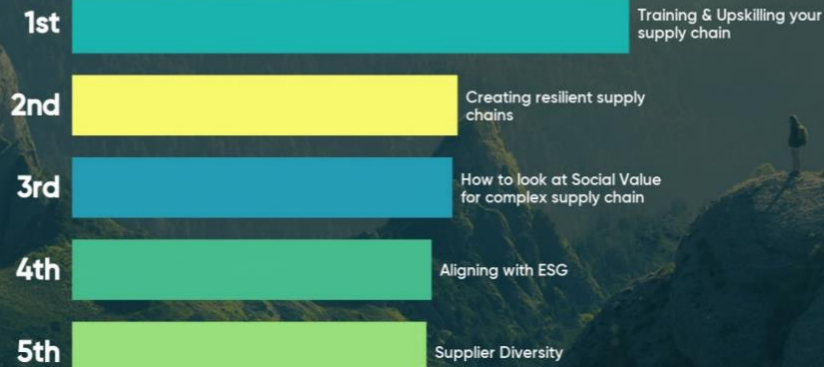 1st
Training & Upskilling your
supply chain
2nd
Creating resilient supply
chains
3rd
How to look at Social Value
for complex supply chain
4th
Aligning with ESG
5th
Supplier Diversity